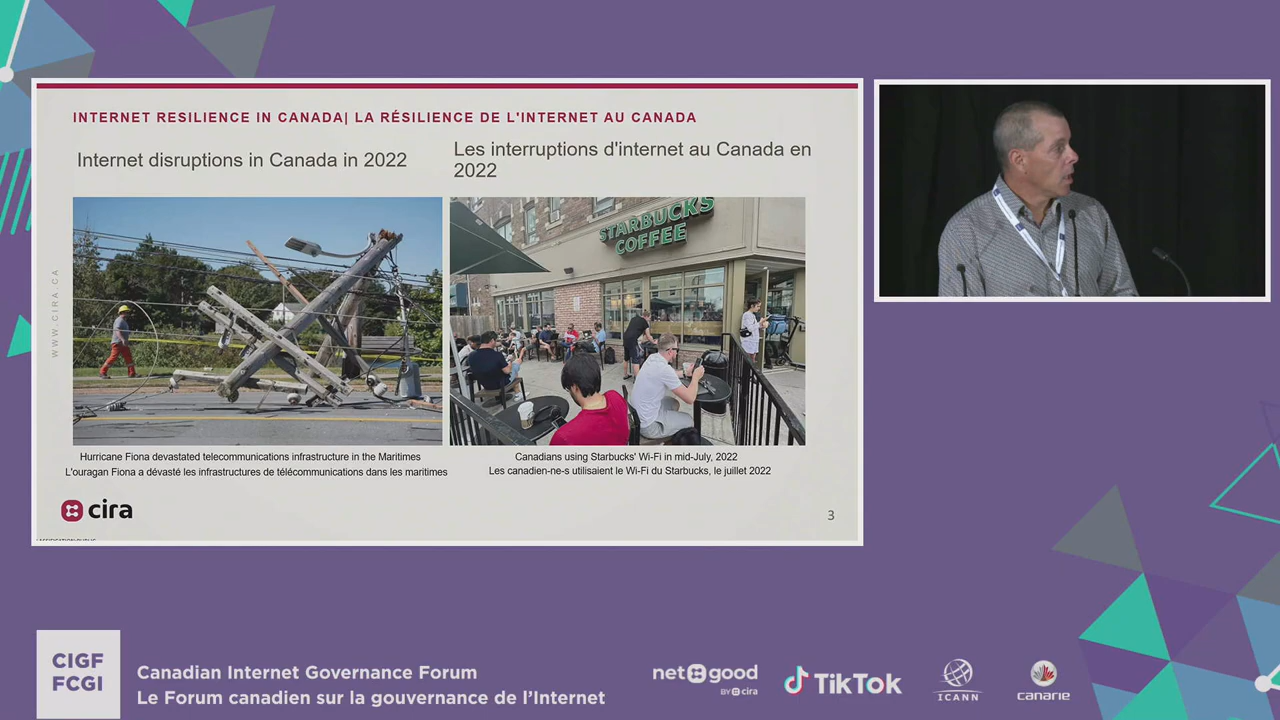 INTERNET RESILIENCE IN CANADA| LA RÉSILIENCE DE L'INTERNET AU CANADA
Internet disruptions in Canada in 2022
Les interruptions d'internet au Canada en
2022
WWW.CIRA.CA
STARBUCKS
COFFEE
Hurricane Fiona devastated telecommunications infrastructure in the Maritimes
L'ouragan Fiona a dévasté les infrastructures de télécommunications dans les maritimes
Canadians using Starbucks' Wi-Fi in mid-July, 2022
Les canadien-ne-s utilisaient le Wi-Fi du Starbucks, le juillet 2022
cira
3
CIGF
FCGI
Canadian Internet Governance Forum
Le Forum canadien sur la gouvernance de l'Internet
net good
BY cira
TikTok
ICANN
canarie